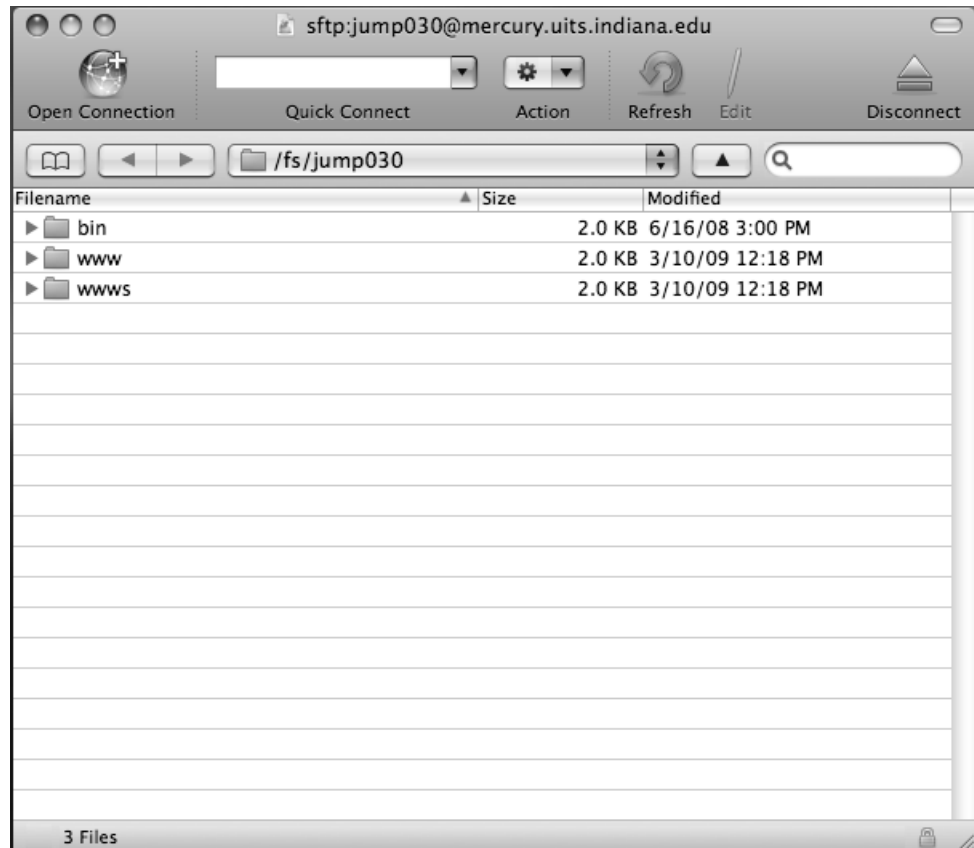 sftp:jump030@mercury.uits.indiana.edu
Open Connection Quick Connect Action Refresh Edit Disconnect
/fs/jump030
Filename Size Modified
bin 2.0 KB 6/16/08 3:00 PM
www 2.0 KB 3/10/09 12:18 PM
wwws 2.0 KB 3/10/09 12:18 PM
3 Files